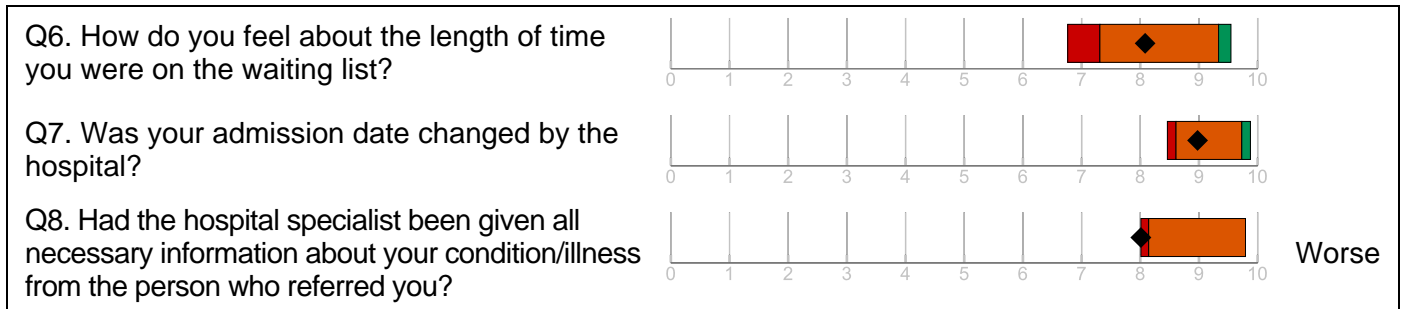 Q6. How do you feel about the length of time
you were on the waiting list?
0 1 2 3 4 5 6 7 8 9 10
Q7. Was your admission date changed by the
hospital?
0 1 2 3 4 5 6 7 8 9 10
Q8. Had the hospital specialist been given all
necessary information about your condition/illness
from the person who referred you?
0 1 2 3 4 5 6 7 8 9 10
Worse